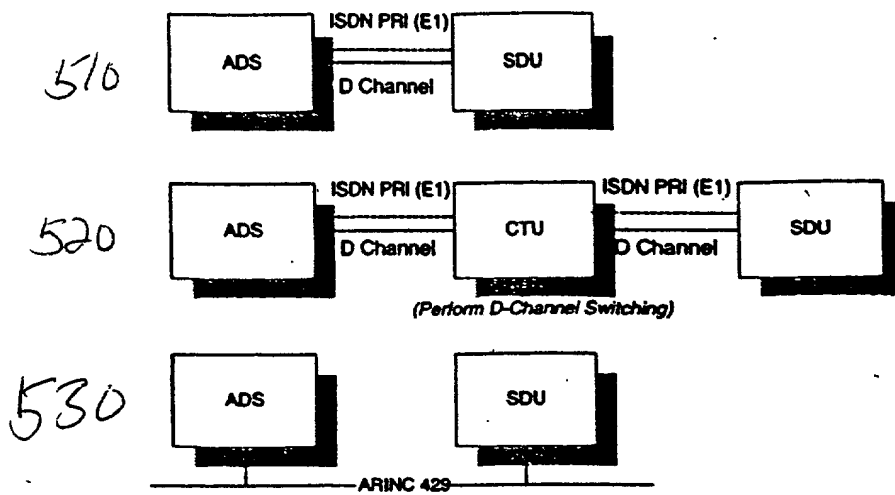 ISDN PRI (E1)
510
ADS
SDU
D Channel
ISDN PRI (E1)
ISDN PRI (E1)
520
ADS
D Channel
CTU
D Channel
SDU
(Perform D-Channel Switching)
530
ADS
SDU
ARINC 429